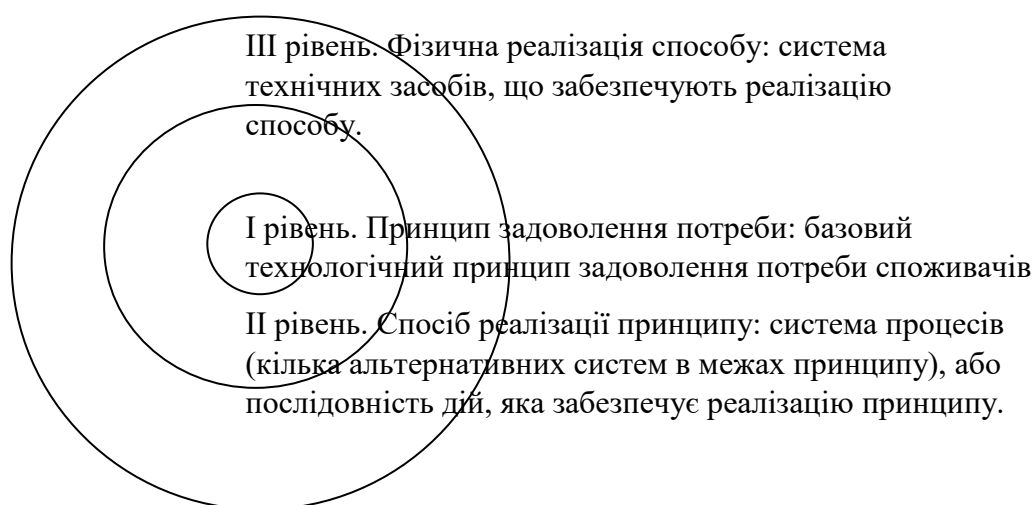 ІІІ рівень. Фізична реалізація способу: система
технічних засобів, що забезпечують реалізацію
способу.
І рівень. Принцип задоволення потреби: базовий
технологічний принцип задоволення потреби споживачів
ІІ рівень. Спосіб реалізації принципу: система процесів
(кілька альтернативних систем в межах принципу), або
послідовність дій, яка забезпечує реалізацію принципу.